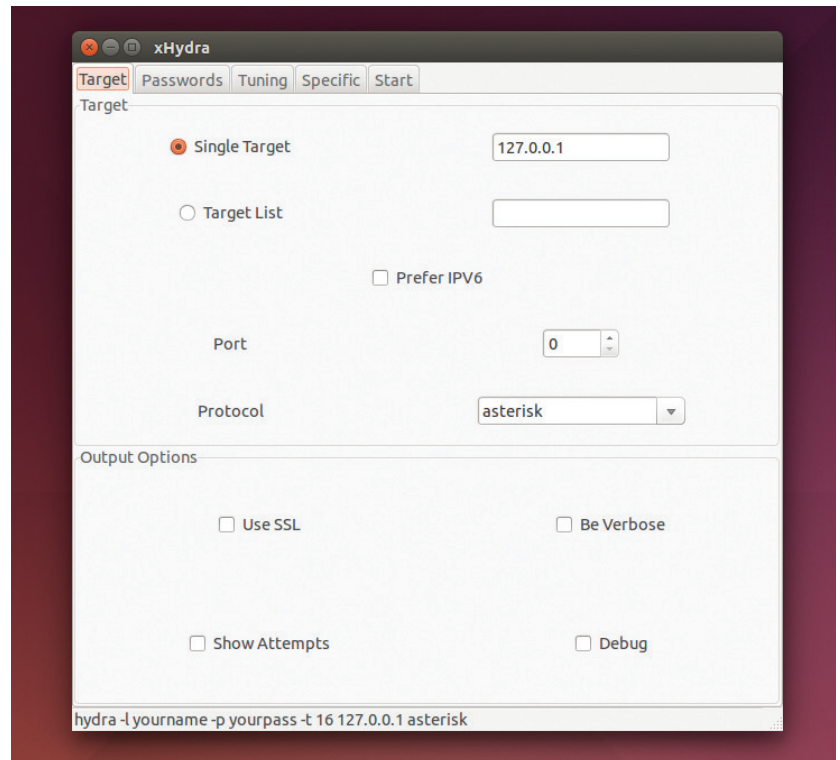 xHydra
Target Passwords Tuning Specific Start
Target
Single Target 127.0.0.1
Target List
Prefer IPV6
Port 0
Protocol asterisk
Output Options
Use SSL Be Verbose
Show Attempts Debug
hydra -l yourname -p yourpass -t 16 127.0.0.1 asterisk